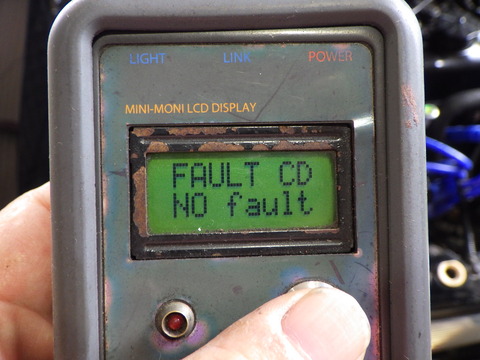 LIGHT LINK POWER
MINI-MONI LCD DISPLAY
FAULT CD
NO fault